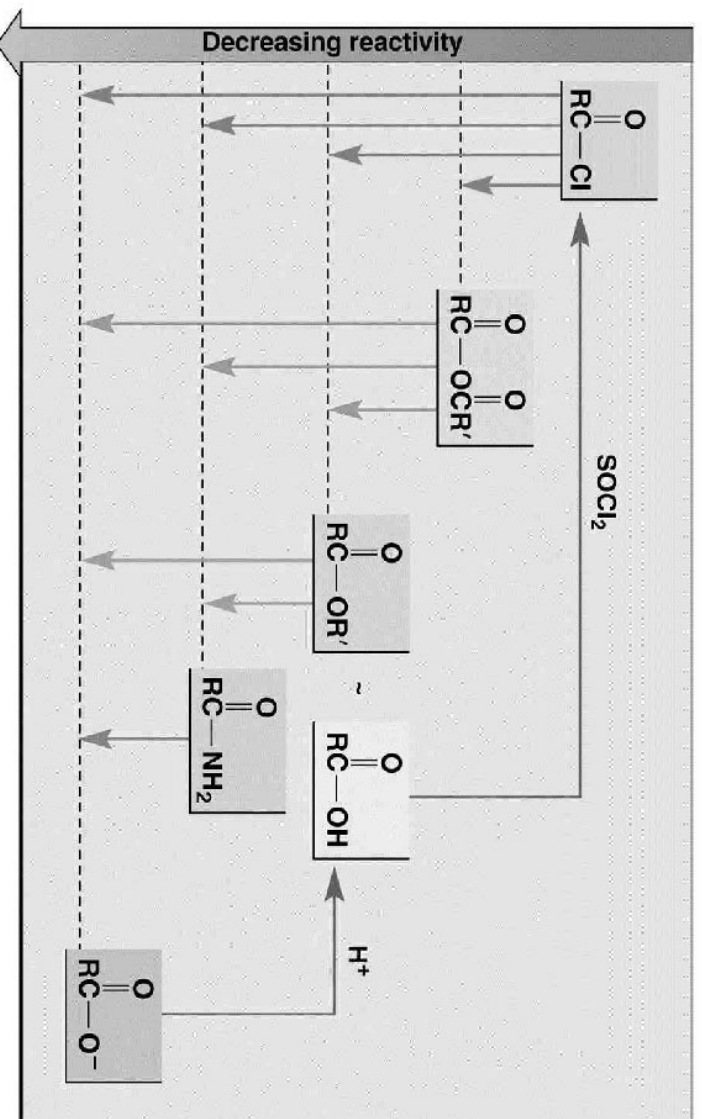 Decreasing reactivity
O
‖
RC—Cl
SOCl₂
O O
‖ ‖
RC—OCR′
O
‖
RC—OR′
~
O
‖
RC—OH
O
‖
RC—NH₂
H⁺
O
‖
RC—O⁻